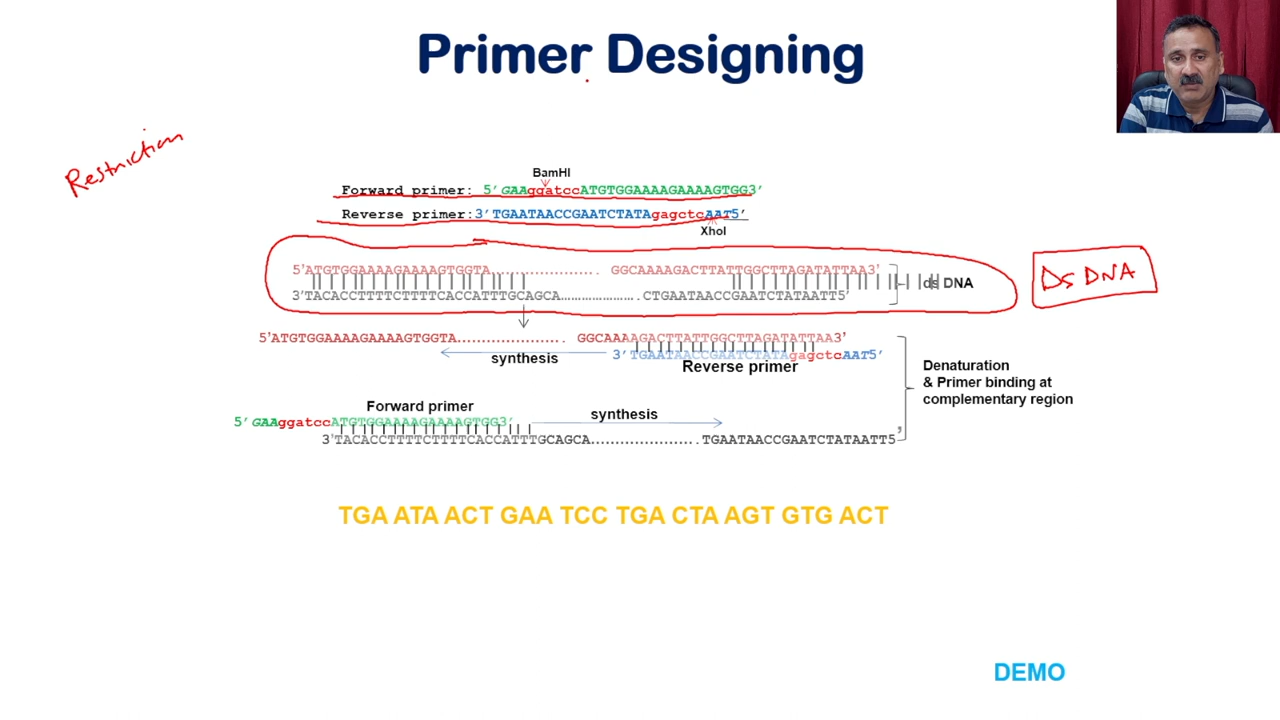 Primer Designing
Restriction
BamHI
Forward primer: 5’GAAggatccATGTGGAAAAGAAAAGTGG3’
Reverse primer:3’TGAATAACCGAATCTATAgagctcAAT5’
XhoI
5’ATGTGGAAAAGAAAAGTGGTA...................... GGCAAAAGACTTATTGGCTTAGATATTAA3’
ds DNA
Ds DNA
3’TACACCTTTTCTTTTCACCATTTGCAGCA....................CTGAATAACCGAATCTATAATT5’
5’ATGTGGAAAAGAAAAGTGGTA...................... GGCAAAAGACTTATTGGCTTAGATATTAA3’
synthesis
3’TGAATAACCGAATCTATAgagctcAAT5’
Reverse primer
Denaturation
& Primer binding at
complementary region
Forward primer
synthesis
5’GAAggatccATGTGGAAAAGAAAAGTGG3’
3’TACACCTTTTCTTTTCACCATTTGCAGCA......................TGAATAACCGAATCTATAATT5’
TGA ATA ACT GAA TCC TGA CTA AGT GTG ACT
DEMO